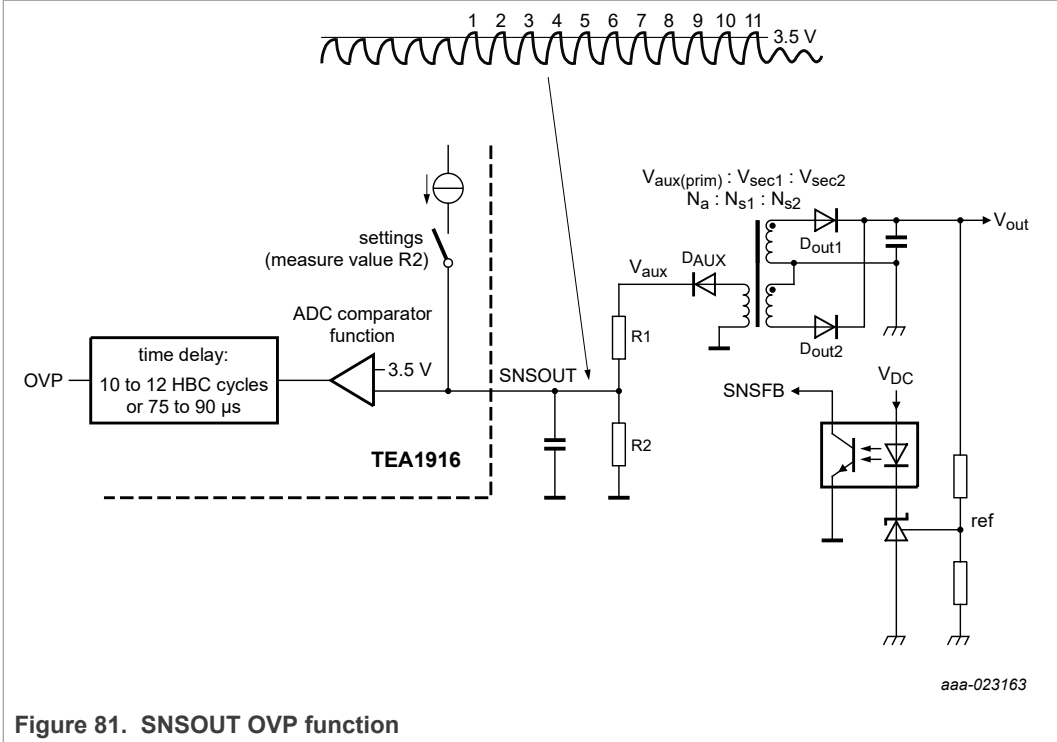 1 2 3 4 5 6 7 8 9 10 11
3.5 V
Vaux(prim) : Vsec1 : Vsec2
Na : Ns1 : Ns2
settings
(measure value R2)
Vaux
DAUX
Dout1
Vout
ADC comparator
function
R1
time delay:
10 to 12 HBC cycles
or 75 to 90 µs
OVP
3.5 V
SNSOUT
Dout2
VDC
SNSFB
TEA1916
R2
ref
aaa-023163
Figure 81. SNSOUT OVP function